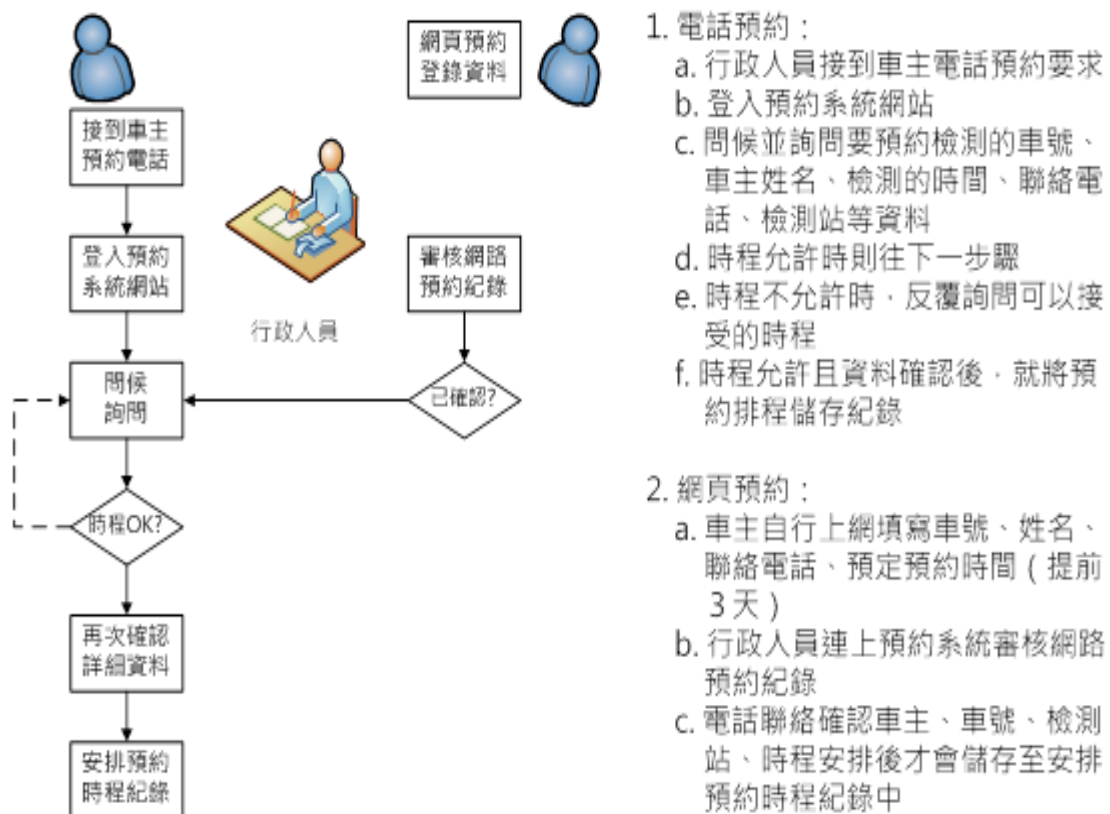 接到車主
預約電話
登入預約
系統網站
問候
詢問
時程OK?
再次確認
詳細資料
安排預約
時程紀錄
網頁預約
登錄資料
行政人員
審核網路
預約紀錄
已確認?
1. 電話預約：
a. 行政人員接到車主電話預約要求
b. 登入預約系統網站
c. 問候並詢問要預約檢測的車號、
車主姓名、檢測的時間、聯絡電
話、檢測站等資料
d. 時程允許時則往下一步驟
e. 時程不允許時，反覆詢問可以接
受的時程
f. 時程允許且資料確認後，就將預
約排程儲存紀錄
2. 網頁預約：
a. 車主自行上網填寫車號、姓名、
聯絡電話、預定預約時間（提前
3天）
b. 行政人員連上預約系統審核網路
預約紀錄
c. 電話聯絡確認車主、車號、檢測
站、時程安排後才會儲存至安排
預約時程紀錄中